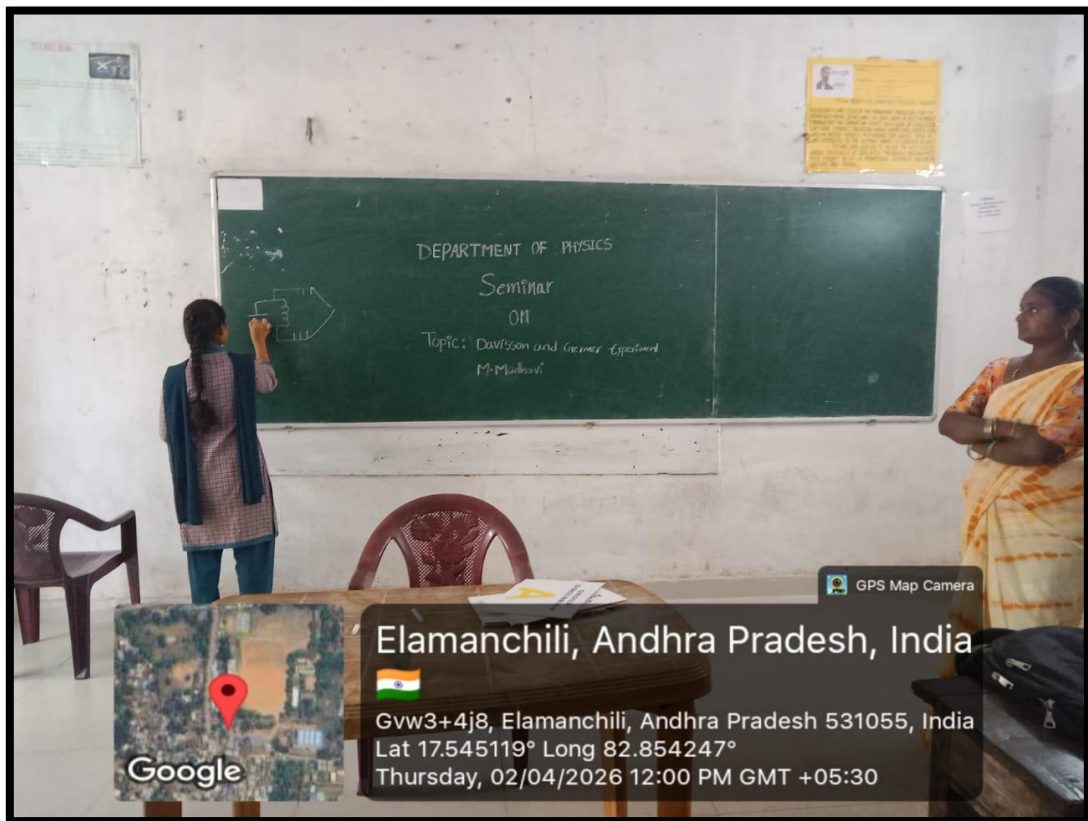 DEPARTMENT OF PHYSICS
Seminar
ON
Topic: Davisson and Germer Experiment
M. Madhavi
GPS Map Camera
Elamanchili, Andhra Pradesh, India
Gvw3+4j8, Elamanchili, Andhra Pradesh 531055, India
Lat 17.545119° Long 82.854247°
Thursday, 02/04/2026 12:00 PM GMT +05:30
Google